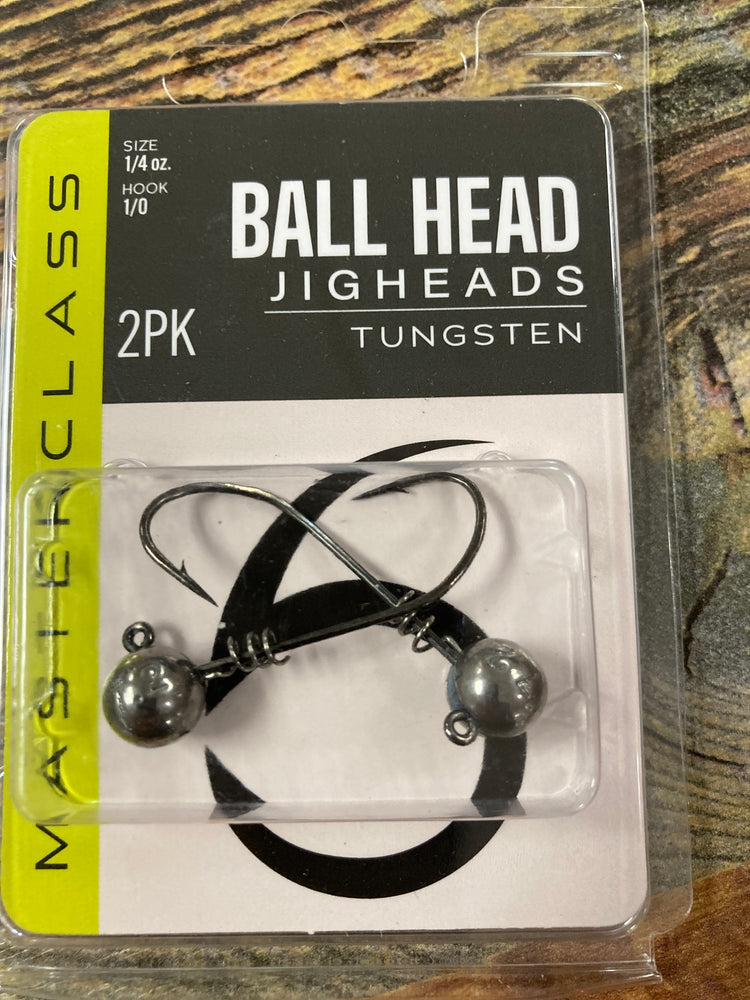 SIZE
1/4 oz.
HOOK
1/0
BALL HEAD
JIGHEADS
TUNGSTEN
2PK
MASTERCLASS